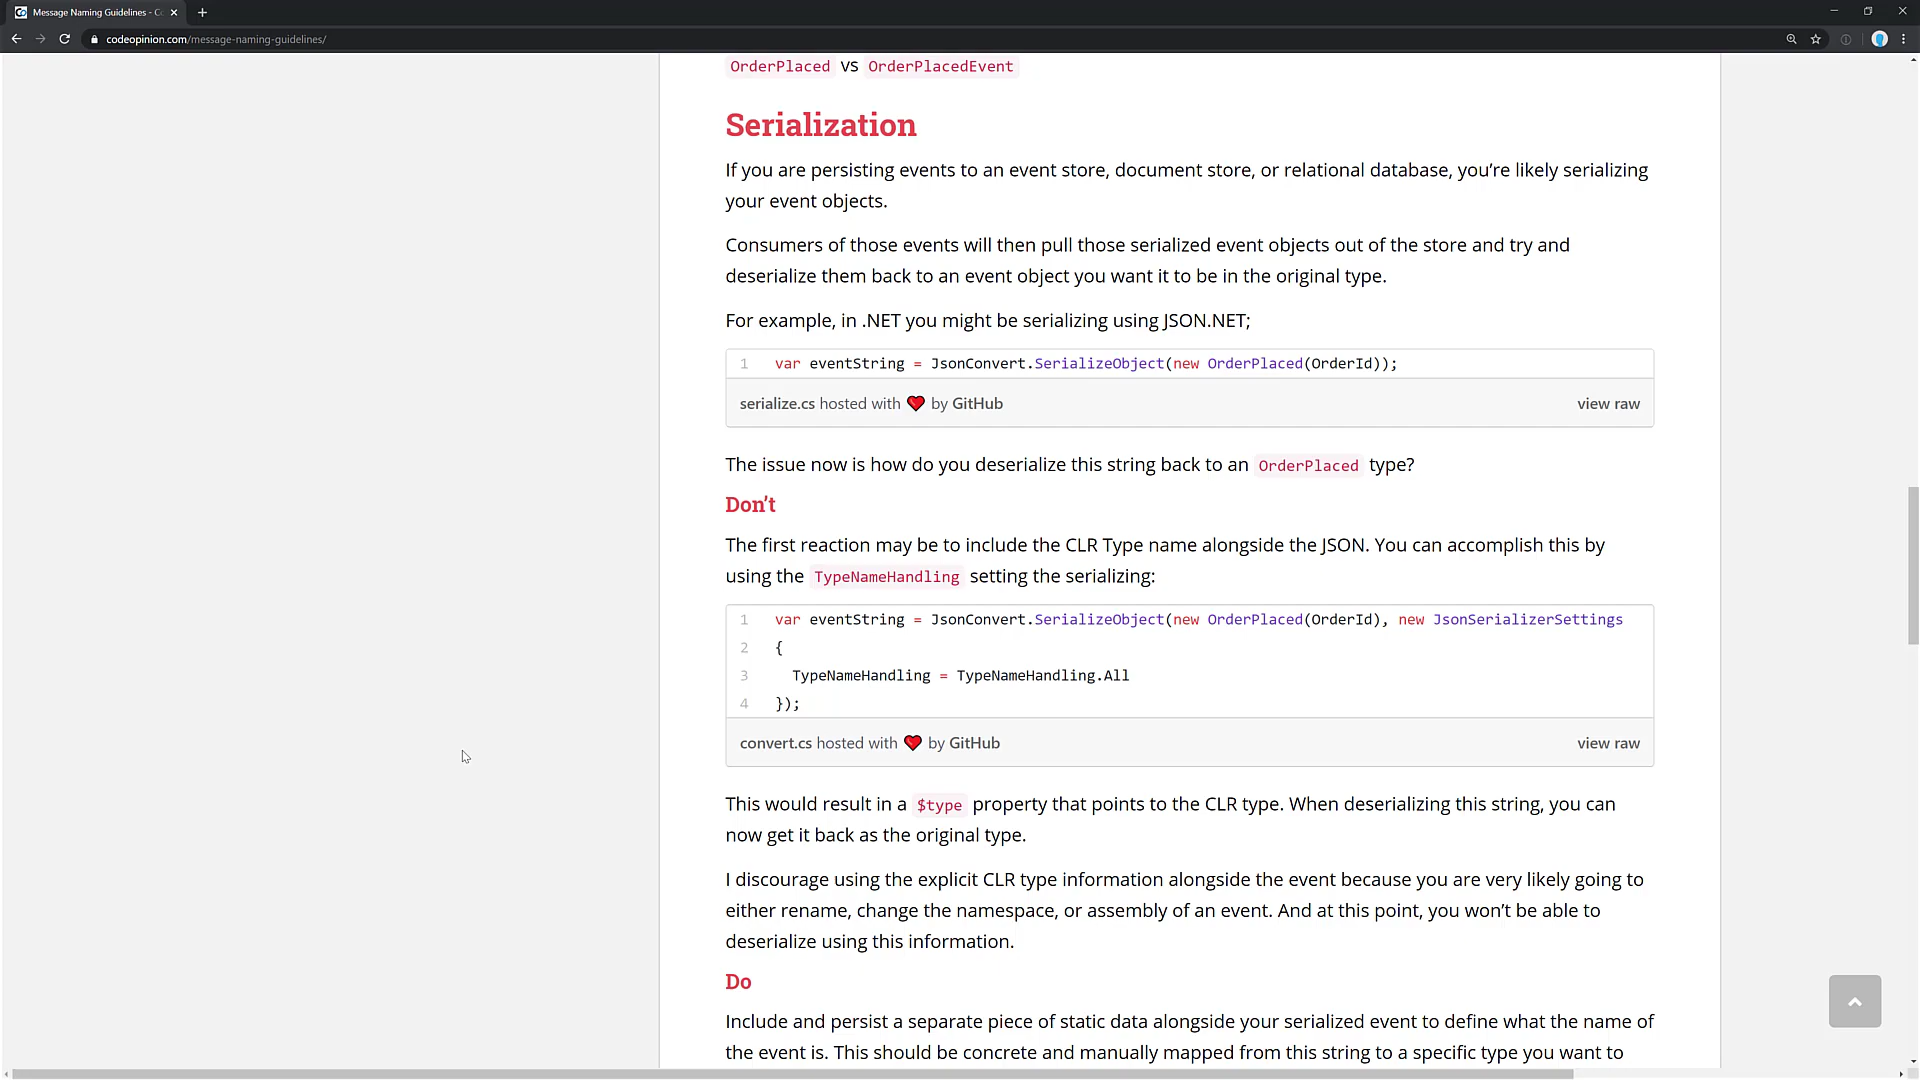 Message Naming Guidelines - Co
codeopinion.com/message-naming-guidelines/
OrderPlaced vs OrderPlacedEvent
Serialization
If you are persisting events to an event store, document store, or relational database, you’re likely serializing
your event objects.
Consumers of those events will then pull those serialized event objects out of the store and try and
deserialize them back to an event object you want it to be in the original type.
For example, in .NET you might be serializing using JSON.NET;
1 var eventString = JsonConvert.SerializeObject(new OrderPlaced(OrderId));
serialize.cs hosted with ❤ by GitHub view raw
The issue now is how do you deserialize this string back to an OrderPlaced type?
Don’t
The first reaction may be to include the CLR Type name alongside the JSON. You can accomplish this by
using the TypeNameHandling setting the serializing:
1 var eventString = JsonConvert.SerializeObject(new OrderPlaced(OrderId), new JsonSerializerSettings
2 {
3 TypeNameHandling = TypeNameHandling.All
4 });
convert.cs hosted with ❤ by GitHub view raw
This would result in a $type property that points to the CLR type. When deserializing this string, you can
now get it back as the original type.
I discourage using the explicit CLR type information alongside the event because you are very likely going to
either rename, change the namespace, or assembly of an event. And at this point, you won’t be able to
deserialize using this information.
Do
Include and persist a separate piece of static data alongside your serialized event to define what the name of
the event is. This should be concrete and manually mapped from this string to a specific type you want to